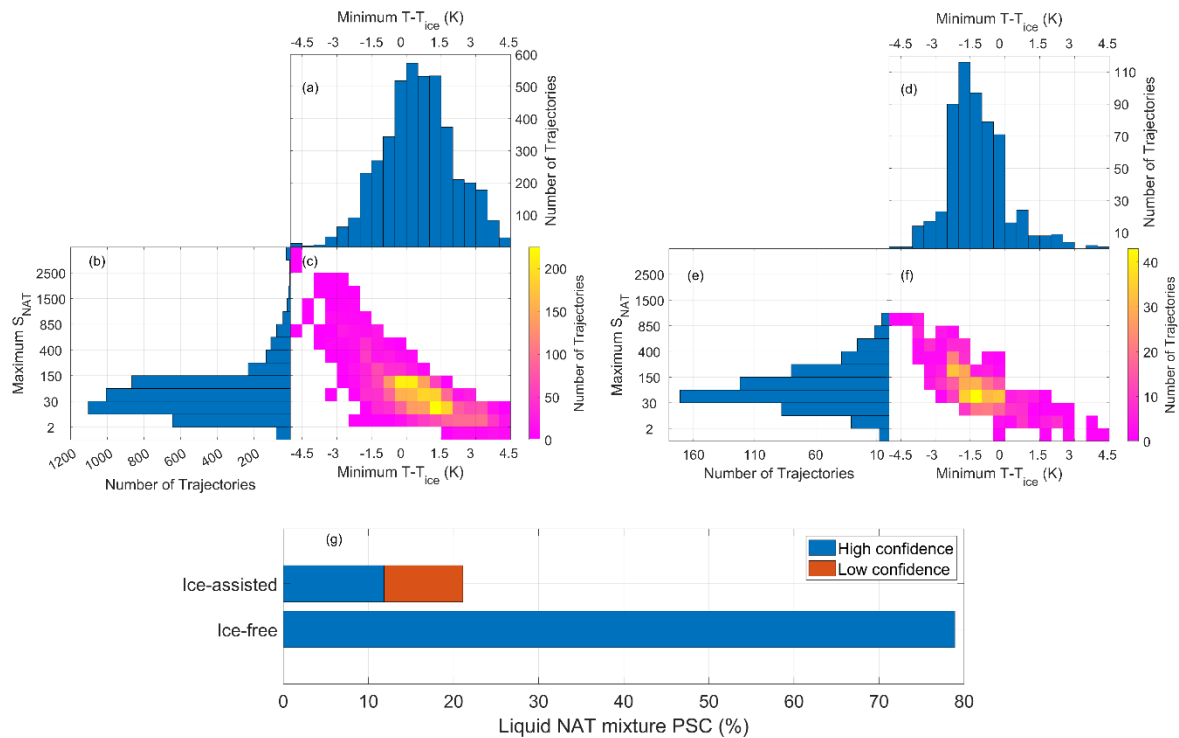 Minimum T-Tice (K)
-4.5 -3 -1.5 0 1.5 3 4.5
(a)
600
500
400
300
200
100
Number of Trajectories
Minimum T-Tice (K)
-4.5 -3 -1.5 0 1.5 3 4.5
(d)
110
90
70
50
30
10
Number of Trajectories
(b)
Maximum SNAT
2500
1500
850
400
150
30
2
1200 1000 800 600 400 200
Number of Trajectories
(c)
-4.5 -3 -1.5 0 1.5 3 4.5
Minimum T-Tice (K)
200
150
100
50
0
Number of Trajectories
(e)
Maximum SNAT
2500
1500
850
400
150
30
2
160 110 60 10
Number of Trajectories
(f)
-4.5 -3 -1.5 0 1.5 3 4.5
Minimum T-Tice (K)
40
30
20
10
0
Number of Trajectories
(g)
High confidence
Low confidence
Ice-assisted
Ice-free
0 10 20 30 40 50 60 70 80
Liquid NAT mixture PSC (%)